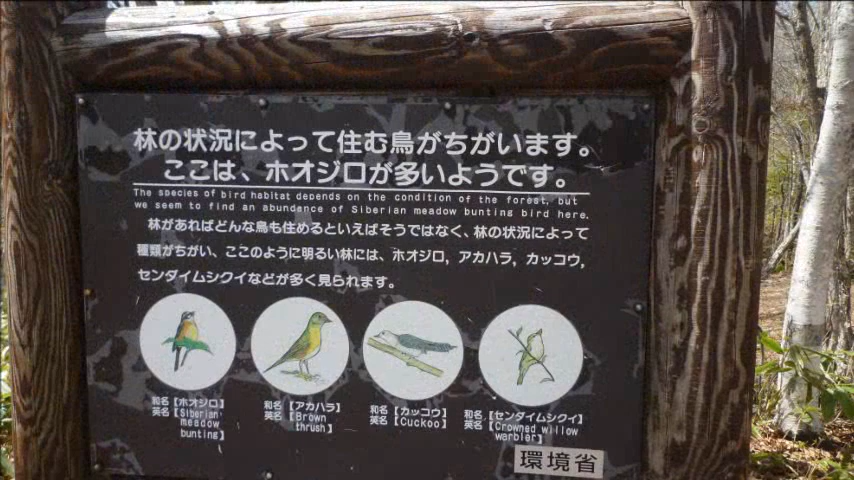 林の状況によって住む鳥がちがいます。
ここは、ホオジロが多いようです。
The species of bird habitat depends on the condition of the forest, but
we seem to find an abundance of Siberian meadow bunting bird here.
林があればどんな鳥も住めるといえばそうではなく、林の状況によって
種類がちがい、ここのように明るい林には、ホオジロ，アカハラ，カッコウ，
センダイムシクイなどが多く見られます。
和名【ホオジロ】
英名【Siberian
meadow
bunting】
和名【アカハラ】
英名【Brown
thrush】
和名【カッコウ】
英名【Cuckoo】
和名【センダイムシクイ】
英名【Crowned willow
warbler】
環境省